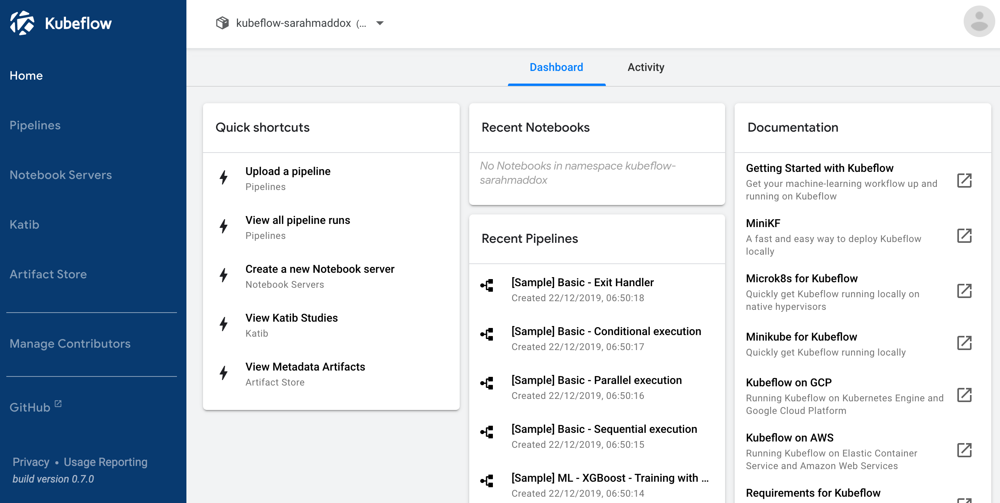 Kubeflow
Home
Pipelines
Notebook Servers
Katib
Artifact Store
Manage Contributors
GitHub
Privacy • Usage Reporting
build version 0.7.0
kubeflow-sarahmaddox (...
Dashboard
Activity
Quick shortcuts
Upload a pipeline
Pipelines
View all pipeline runs
Pipelines
Create a new Notebook server
Notebook Servers
View Katib Studies
Katib
View Metadata Artifacts
Artifact Store
Recent Notebooks
No Notebooks in namespace kubeflow-
sarahmaddox
Recent Pipelines
[Sample] Basic - Exit Handler
Created 22/12/2019, 06:50:18
[Sample] Basic - Conditional execution
Created 22/12/2019, 06:50:17
[Sample] Basic - Parallel execution
Created 22/12/2019, 06:50:16
[Sample] Basic - Sequential execution
Created 22/12/2019, 06:50:15
[Sample] ML - XGBoost - Training with ...
Created 22/12/2019, 06:50:14
Documentation
Getting Started with Kubeflow
Get your machine-learning workflow up and
running on Kubeflow
MiniKF
A fast and easy way to deploy Kubeflow
locally
Microk8s for Kubeflow
Quickly get Kubeflow running locally on
native hypervisors
Minikube for Kubeflow
Quickly get Kubeflow running locally
Kubeflow on GCP
Running Kubeflow on Kubernetes Engine and
Google Cloud Platform
Kubeflow on AWS
Running Kubeflow on Elastic Container
Service and Amazon Web Services
Requirements for Kubeflow